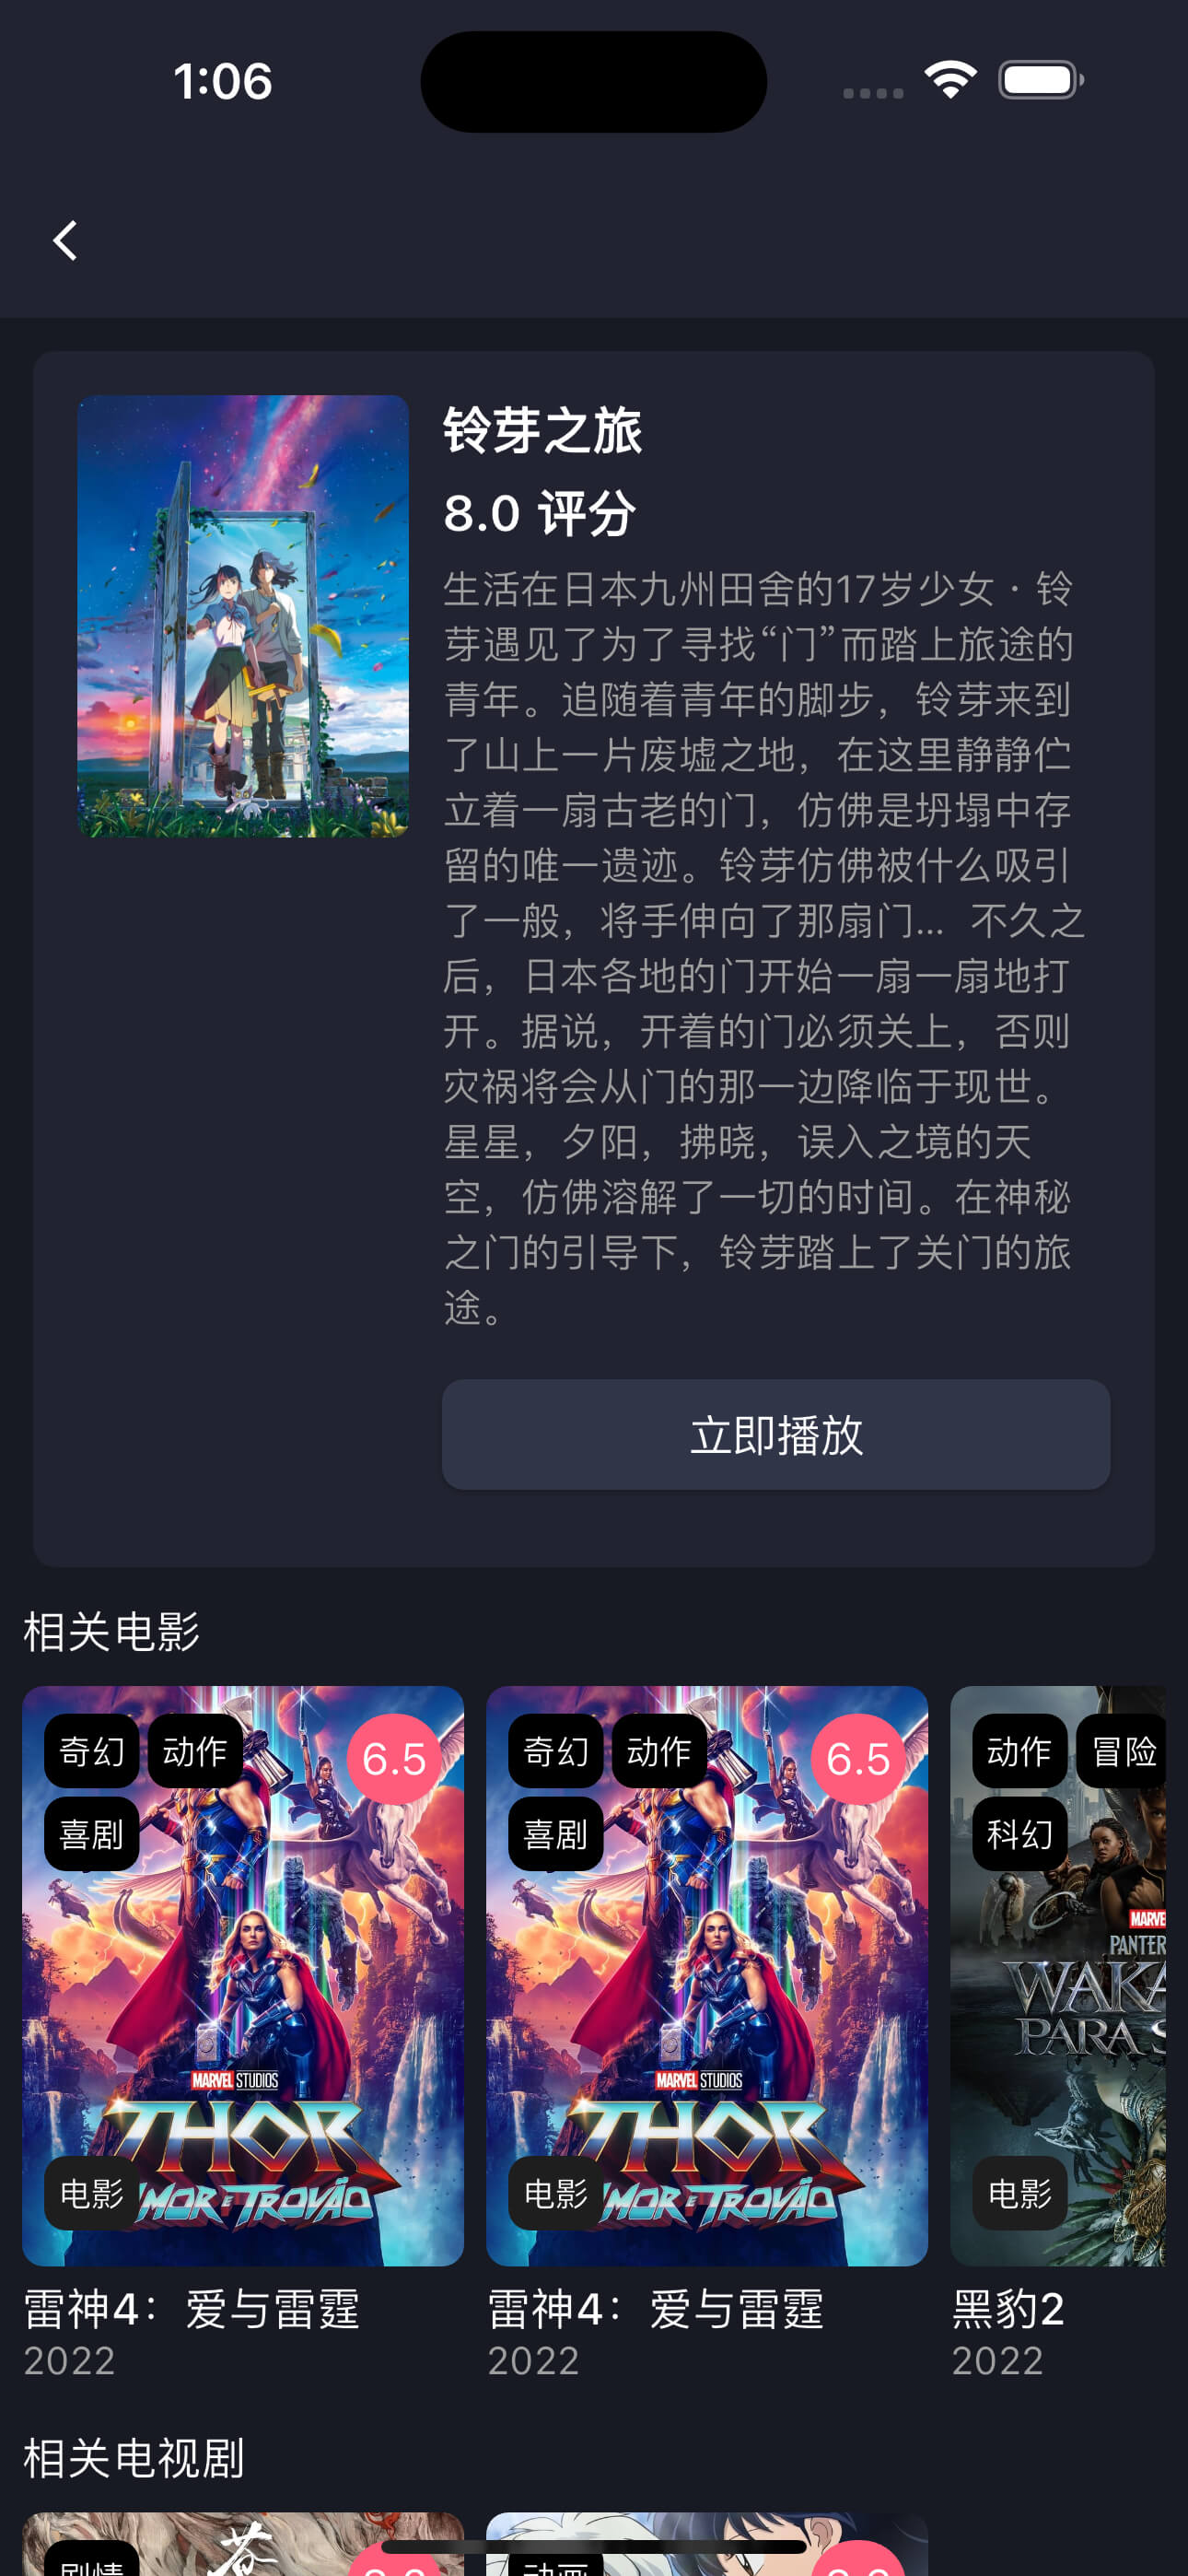 1:06
铃芽之旅
8.0 评分
生活在日本九州田舍的17岁少女·铃
芽遇见了为了寻找“门”而踏上旅途的
青年。追随着青年的脚步，铃芽来到
了山上一片废墟之地，在这里静静伫
立着一扇古老的门，仿佛是坍塌中存
留的唯一遗迹。铃芽仿佛被什么吸引
了一般，将手伸向了那扇门... 不久之
后，日本各地的门开始一扇一扇地打
开。据说，开着的门必须关上，否则
灾祸将会从门的那一边降临于现世。
星星，夕阳，拂晓，误入之境的天
空，仿佛溶解了一切的时间。在神秘
之门的引导下，铃芽踏上了关门的旅
途。
立即播放
相关电影
奇幻 动作 6.5
喜剧
MARVEL STUDIOS
THOR
电影 MOR E TROVÃO
雷神4：爱与雷霆
2022
奇幻 动作 6.5
喜剧
MARVEL STUDIOS
THOR
电影 MOR E TROVÃO
雷神4：爱与雷霆
2022
动作 冒险
科幻
MARVE
PANTER
WAKA
PARA S
电影
黑豹2
2022
相关电视剧
剧情
动画